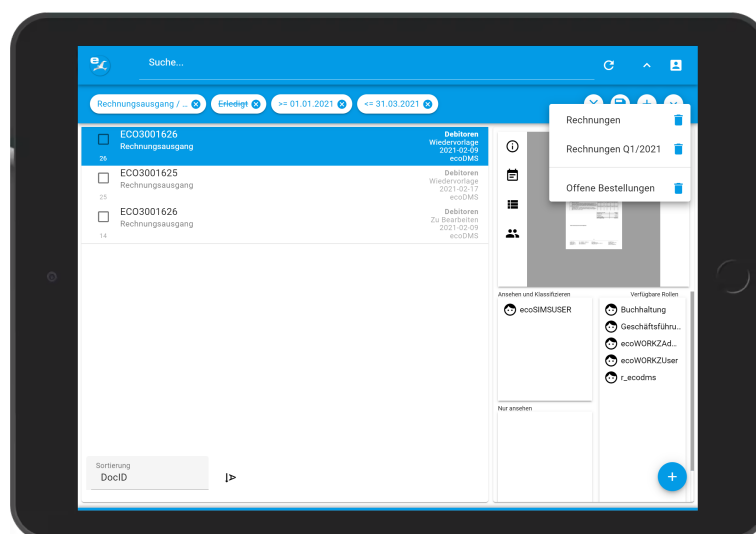 Suche...
Rechnungsausgang / ...
Erledigt
>= 01.01.2021
<= 31.03.2021
Rechnungen
Rechnungen Q1/2021
Offene Bestellungen
ECO3001626
Rechnungsausgang
26
Debitoren
Wiedervorlage
2021-02-09
ecoDMS
ECO3001625
Rechnungsausgang
25
Debitoren
Wiedervorlage
2021-02-17
ecoDMS
ECO3001626
Rechnungsausgang
14
Debitoren
Zu Bearbeiten
2021-02-09
ecoDMS
Ansehen und Klassifizieren
ecoSIMSUSER
Verfügbare Rollen
Buchhaltung
Geschäftsführu...
ecoWORKZAd...
ecoWORKZUser
r_ecodms
Nur ansehen
Sortierung
DocID